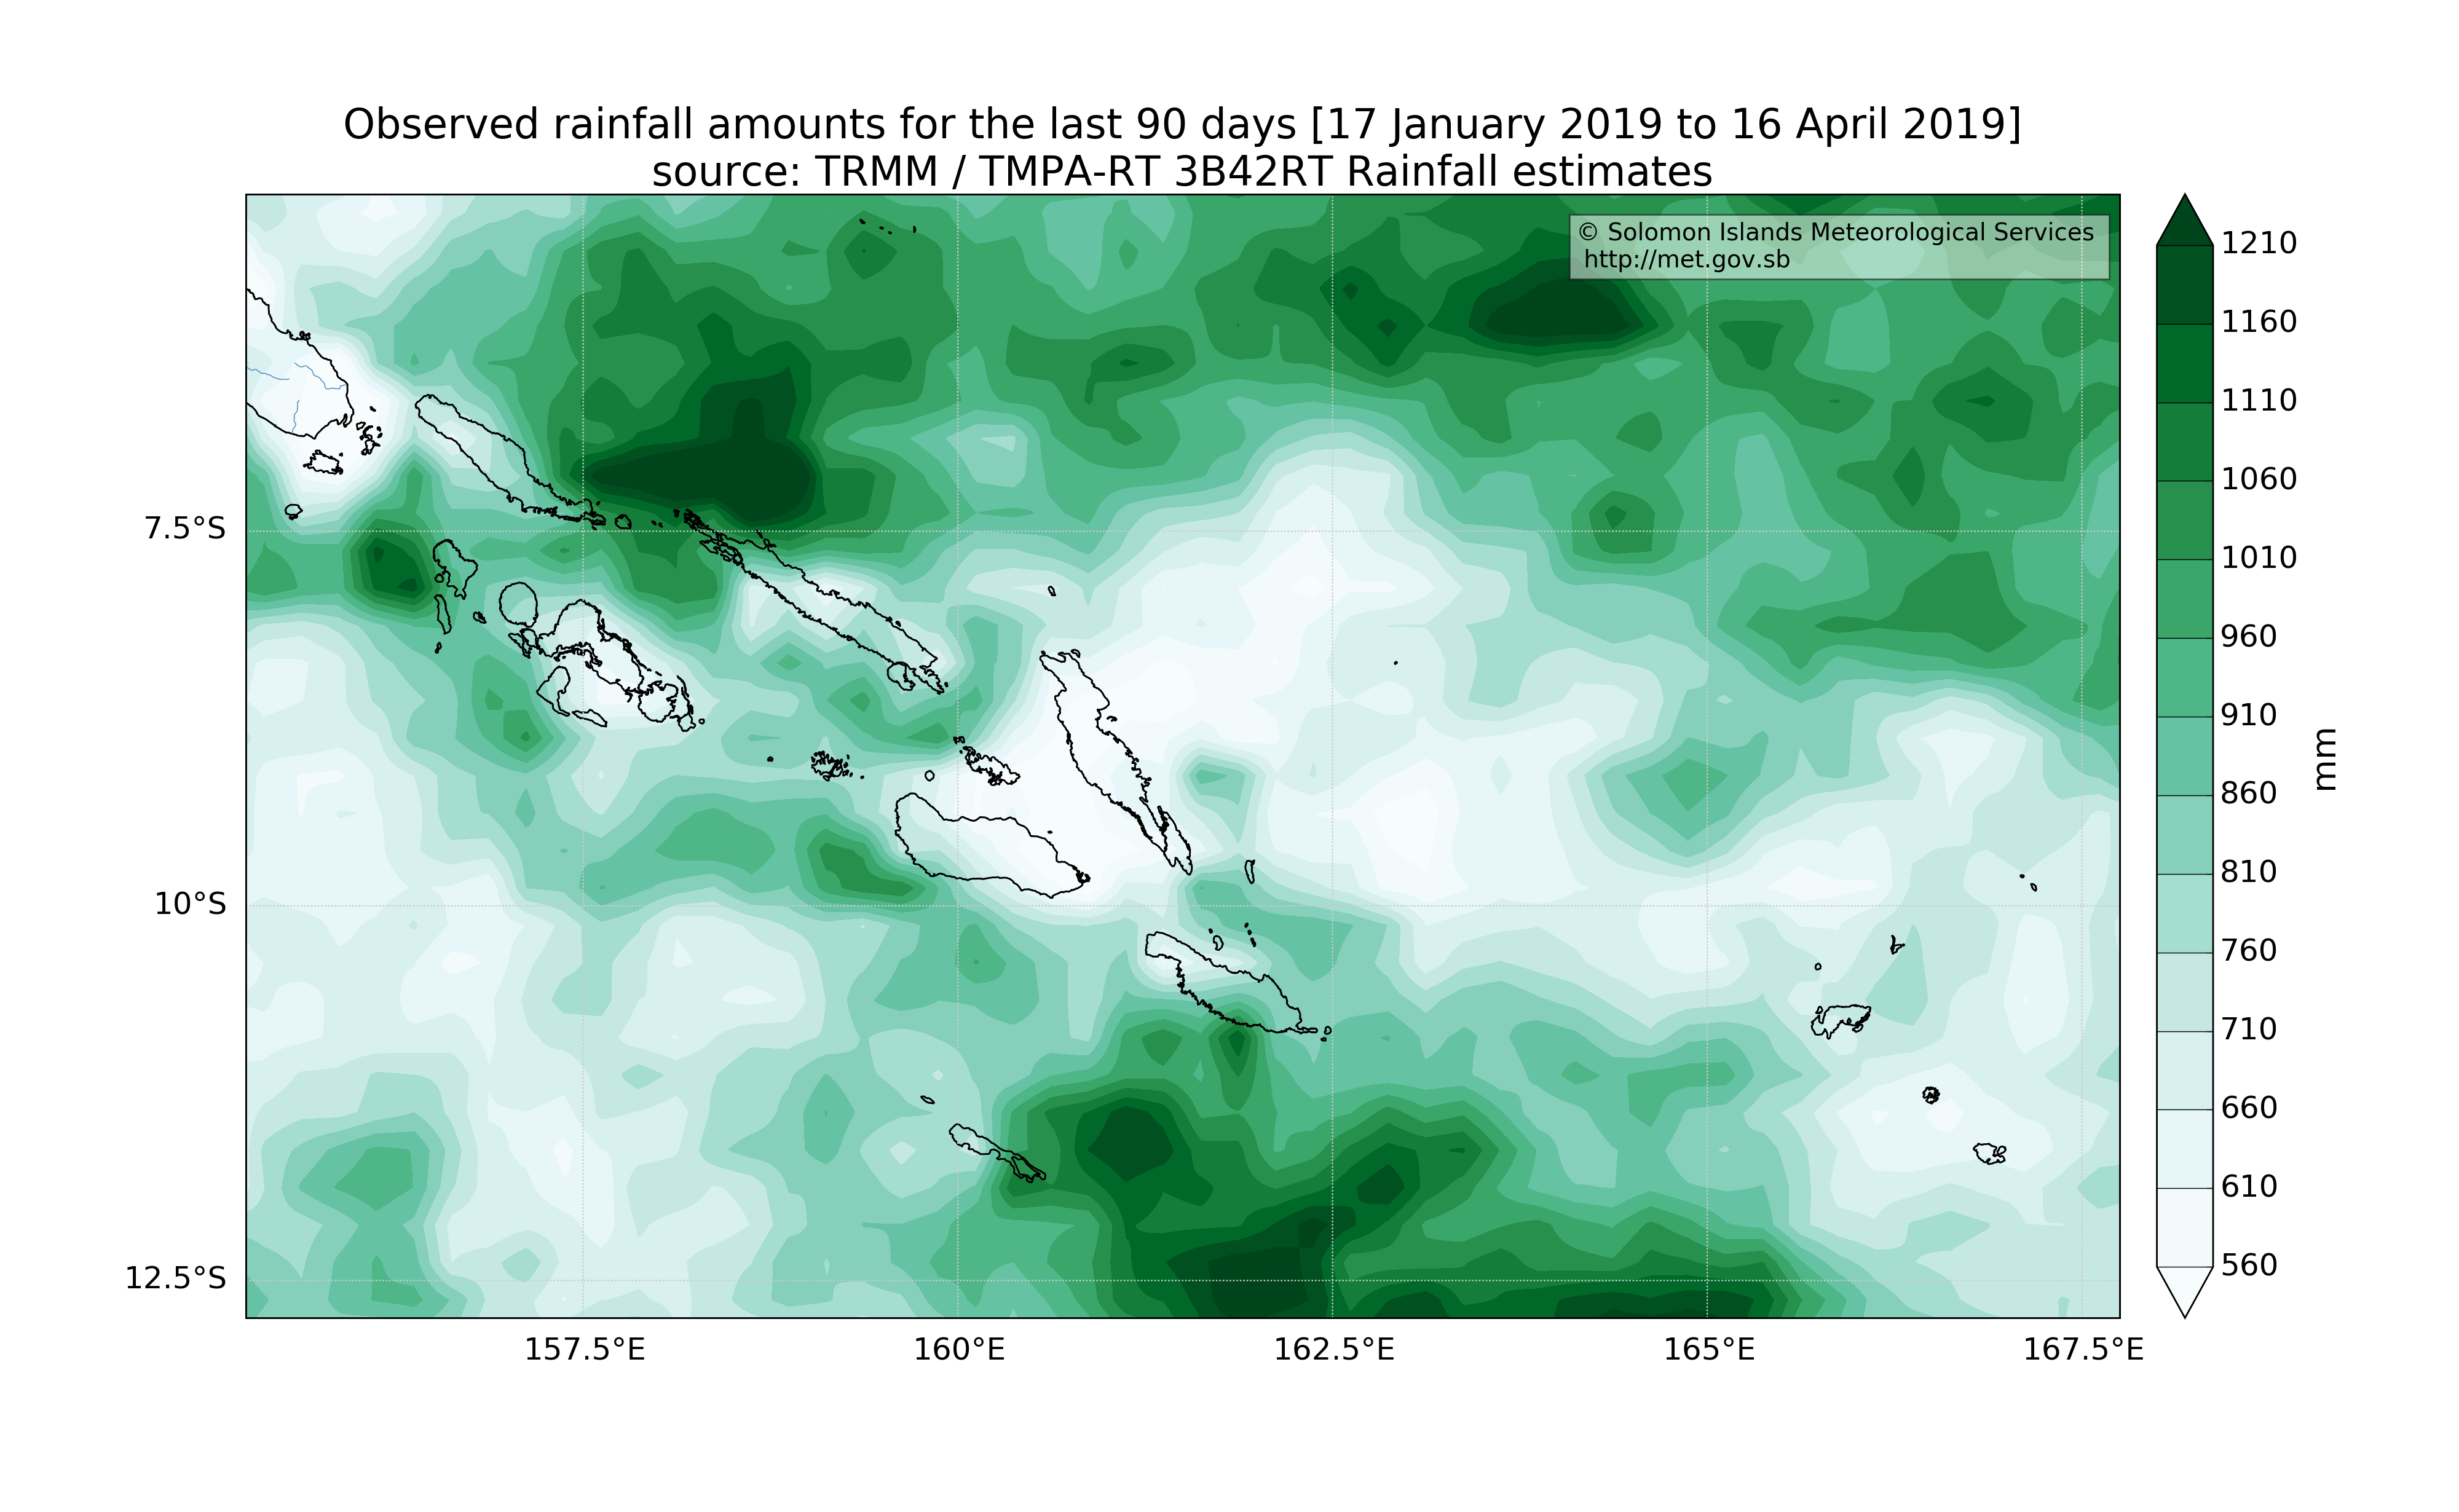 Observed rainfall amounts for the last 90 days [17 January 2019 to 16 April 2019]
source: TRMM / TMPA-RT 3B42RT Rainfall estimates
© Solomon Islands Meteorological Services
http://met.gov.sb
7.5°S
10°S
12.5°S
157.5°E
160°E
162.5°E
165°E
167.5°E
1210
1160
1110
1060
1010
960
910
860
810
760
710
660
610
560
mm